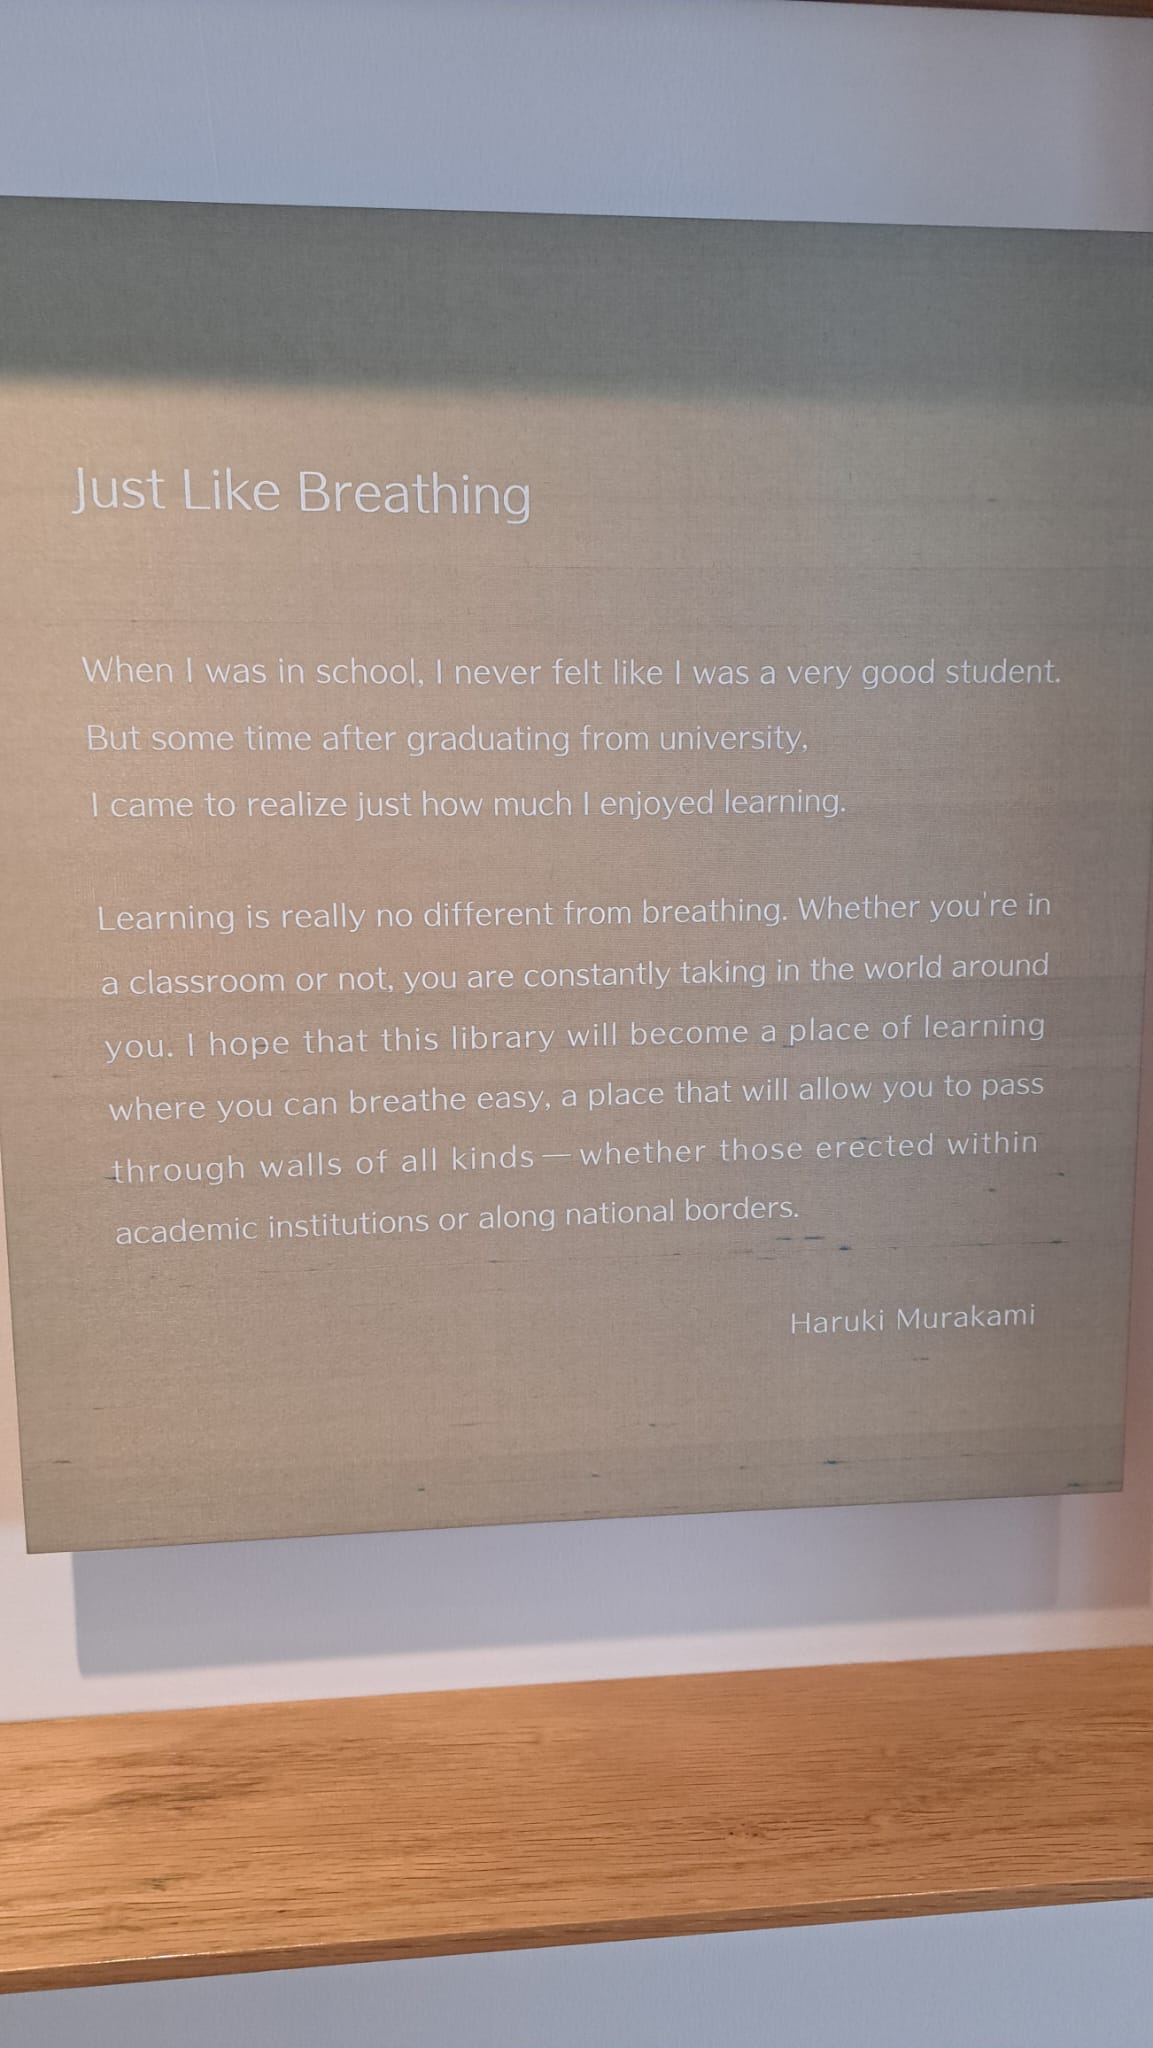 Just Like Breathing
When I was in school, I never felt like I was a very good student.
But some time after graduating from university,
I came to realize just how much I enjoyed learning.
Learning is really no different from breathing. Whether you're in
a classroom or not, you are constantly taking in the world around
you. I hope that this library will become a place of learning
where you can breathe easy, a place that will allow you to pass
through walls of all kinds — whether those erected within
academic institutions or along national borders.
Haruki Murakami